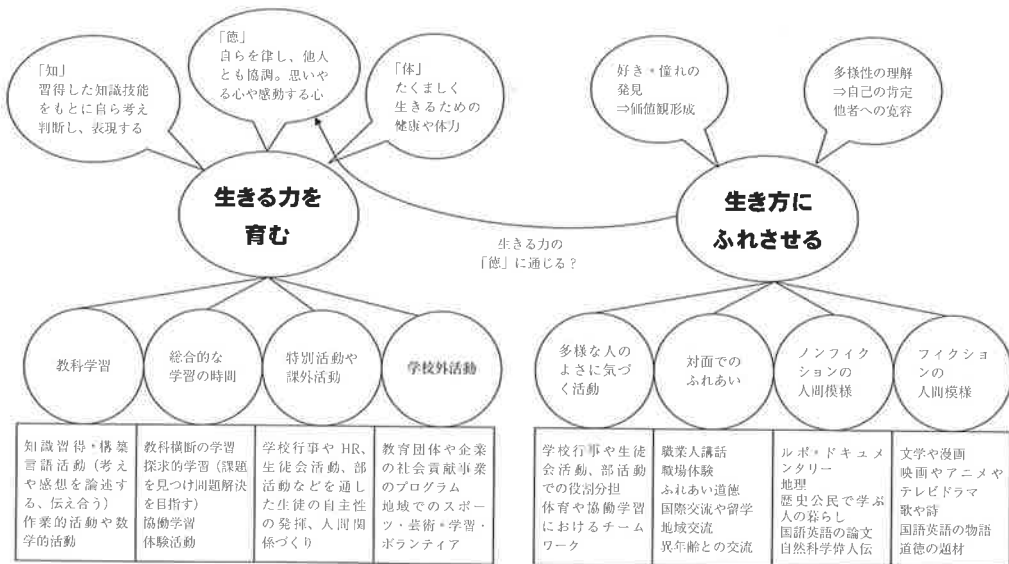 「知」
習得した知識技能
をもとに自ら考え
判断し、表現する
「徳」
自らを律し、他人
とも協調。思いや
る心や感動する心
「体」
たくましく
生きるための
健康や体力
好き・憧れの
発見
⇒価値観形成
多様性の理解
⇒自己の肯定
他者への寛容
生きる力を
育む
生き方に
ふれさせる
生きる力の
「徳」に通じる?
教科学習
総合的な
学習の時間
特別活動や
課外活動
学校外活動
多様な人の
よさに気づ
く活動
対面での
ふれあい
ノンフィク
ションの
人間模様
フィクショ
ンの
人間模様
知識習得・構築
言語活動(考え
や感想を論述す
る、伝え合う)
作業的活動や数
学的活動
教科横断の学習
探求的学習(課題
を見つけ問題解決
を目指す)
協働学習
体験活動
学校行事や HR、
生徒会活動、部
活動などを通し
た生徒の自主性
の発揮、人間関
係づくり
教育団体や企業
の社会貢献事業
のプログラム
地域でのスポー
ツ・芸術・学習・
ボランティア
学校行事や生徒
会活動、部活動
での役割分担
体育や協働学習
におけるチーム
ワーク
職業人講話
職場体験
ふれあい道徳
国際交流や留学
地域交流
異年齢との交流
ルポ・ドキュメ
ンタリー
地理
歴史公民で学ぶ
人の暮らし
国語英語の論文
自然科学偉人伝
文学や漫画
映画やアニメや
テレビドラマ
歌や詩
国語英語の物語
道徳の題材